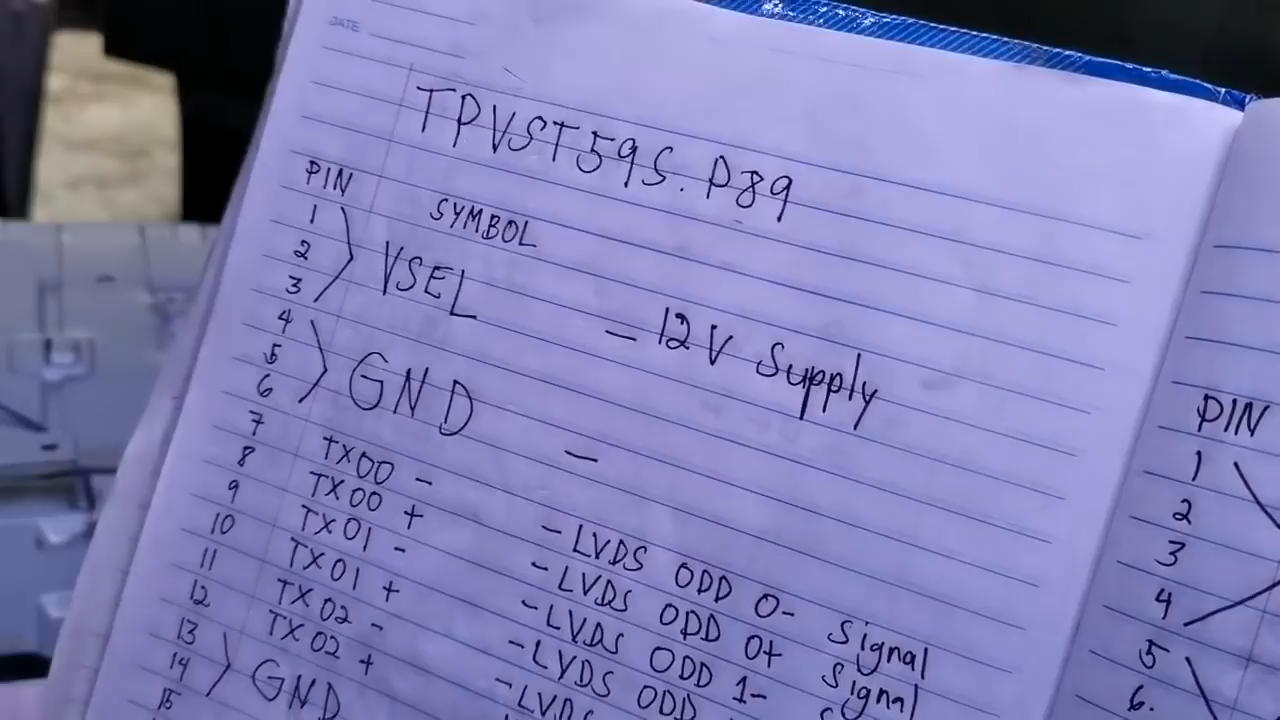 DATE
TPVST59S.P89
PIN SYMBOL
1
2 VSEL - 12V Supply
3
4
5 GND -
6
7 TX00 - - LVDS ODD 0- Signal
8 TX00 + - LVDS ODD 0+ Signal
9 TX01 - - LVDS ODD 1-
10 TX01 + - LVDS ODD
11 TX02 - - LVDS
12 TX02 +
13 GND
14
15
PIN
1
2
3
4
5
6.